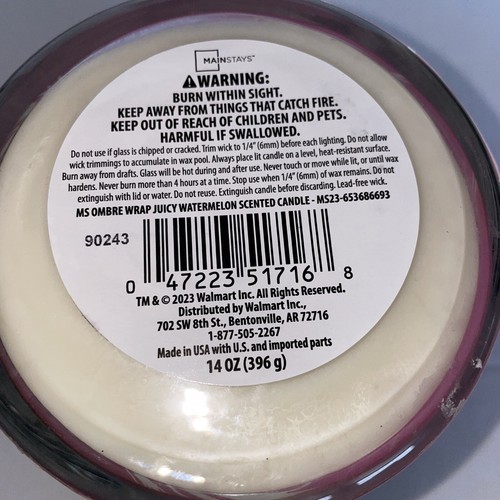 MAINSTAYS™
⚠WARNING:
BURN WITHIN SIGHT.
KEEP AWAY FROM THINGS THAT CATCH FIRE.
KEEP OUT OF REACH OF CHILDREN AND PETS.
HARMFUL IF SWALLOWED.
Do not use if glass is chipped or cracked. Trim wick to 1/4" (6mm) before each lighting. Do not allow
wick trimmings to accumulate in wax pool. Always place lit candle on a level, heat-resistant surface.
Burn away from drafts. Glass will be hot during and after use. Never touch or move while lit, or until wax
hardens. Never burn more than 4 hours at a time. Stop use when 1/4" (6mm) of wax remains. Do not
extinguish with lid or water. Do not reuse. Extinguish candle before discarding. Lead-free wick.
MS OMBRE WRAP JUICY WATERMELON SCENTED CANDLE - MS23-653686693
90243
0 47223 51716 8
TM & © 2023 Walmart Inc. All Rights Reserved.
Distributed by Walmart Inc.,
702 SW 8th St., Bentonville, AR 72716
1-877-505-2267
Made in USA with U.S. and imported parts
14 OZ (396 g)